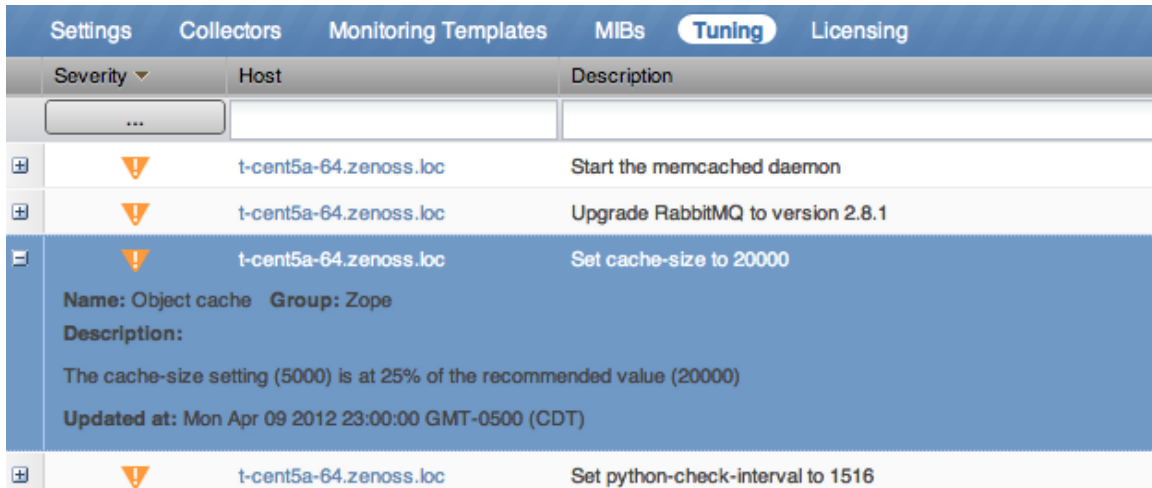 Settings Collectors Monitoring Templates MIBs Tuning Licensing
Severity Host Description
...
t-cent5a-64.zenoss.loc Start the memcached daemon
t-cent5a-64.zenoss.loc Upgrade RabbitMQ to version 2.8.1
t-cent5a-64.zenoss.loc Set cache-size to 20000
Name: Object cache Group: Zope
Description:
The cache-size setting (5000) is at 25% of the recommended value (20000)
Updated at: Mon Apr 09 2012 23:00:00 GMT-0500 (CDT)
t-cent5a-64.zenoss.loc Set python-check-interval to 1516